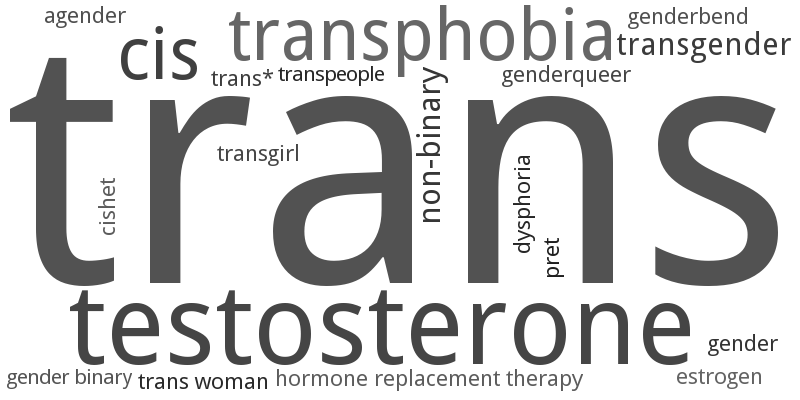 agender
genderbend
cis
transphobia
transgender
trans*
transpeople
genderqueer
trans
transgirl
non-binary
cishet
dysphoria
pret
testosterone
gender
gender binary
trans woman
hormone replacement therapy
estrogen